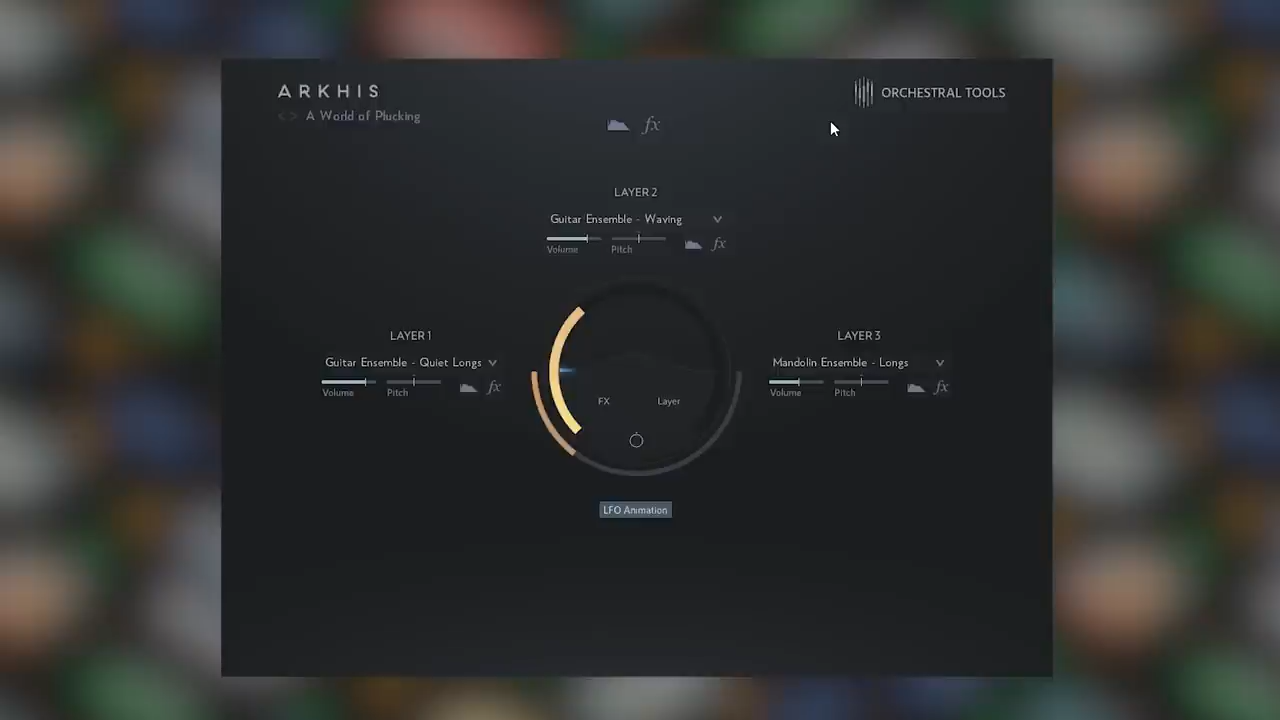 ARKHIS
ORCHESTRAL TOOLS
< > A World of Plucking
fx
LAYER 2
Guitar Ensemble - Waving
Volume
Pitch
fx
LAYER 1
Guitar Ensemble - Quiet Longs
Volume
Pitch
fx
LAYER 3
Mandolin Ensemble - Longs
Volume
Pitch
fx
FX
Layer
LFO Animation